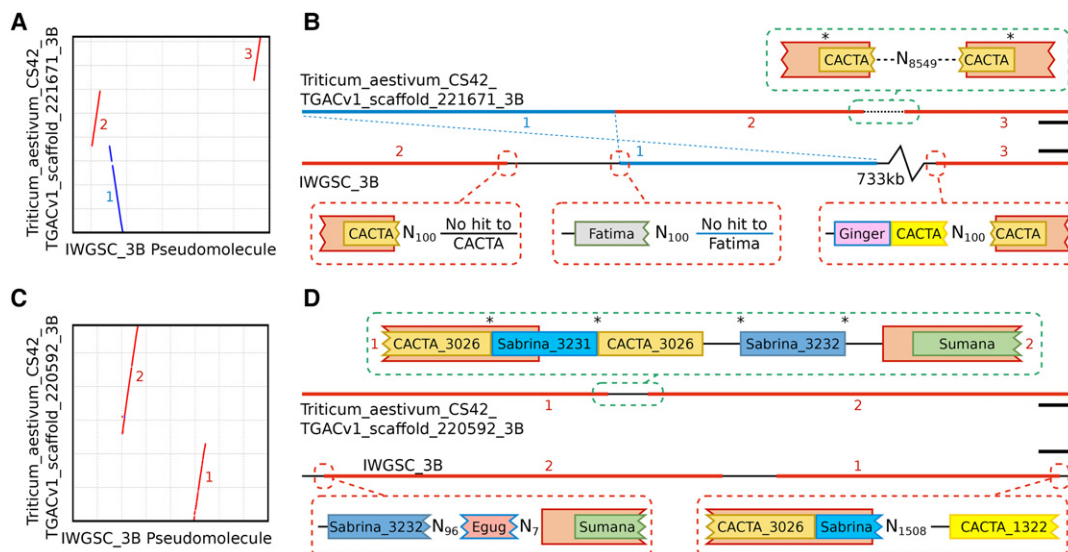 A
Triticum_aestivum_CS42_
TGACv1_scaffold_221671_3B
3
2
1
IWGSC_3B Pseudomolecule
B
* *
CACTA N8549 CACTA
Triticum_aestivum_CS42_
TGACv1_scaffold_221671_3B
1 2 3
2 1 3
IWGSC_3B
733kb
CACTA N100 No hit to
CACTA
Fatima N100 No hit to
Fatima
Ginger CACTA N100 CACTA
C
Triticum_aestivum_CS42_
TGACv1_scaffold_220592_3B
2
1
IWGSC_3B Pseudomolecule
D
* * * *
1 CACTA_3026 Sabrina_3231 CACTA_3026 Sabrina_3232 Sumana 2
1 2
Triticum_aestivum_CS42_
TGACv1_scaffold_220592_3B
IWGSC_3B
2 1
Sabrina_3232 N96 Egug N7 Sumana
CACTA_3026 Sabrina N1508 CACTA_1322